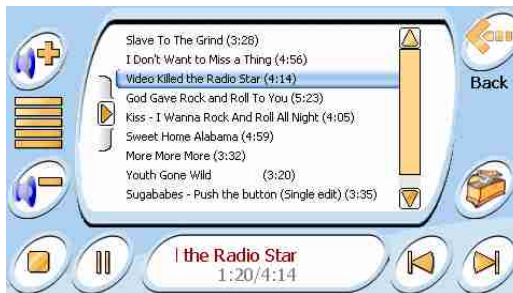 Slave To The Grind (3:28)
I Don't Want to Miss a Thing (4:56)
Video Killed the Radio Star (4:14)
God Gave Rock and Roll To You (5:23)
Kiss - I Wanna Rock And Roll All Night (4:05)
Sweet Home Alabama (4:59)
More More More (3:32)
Youth Gone Wild (3:20)
Sugababes - Push the button (Single edit) (3:35)
Back
the Radio Star
1:20/4:14